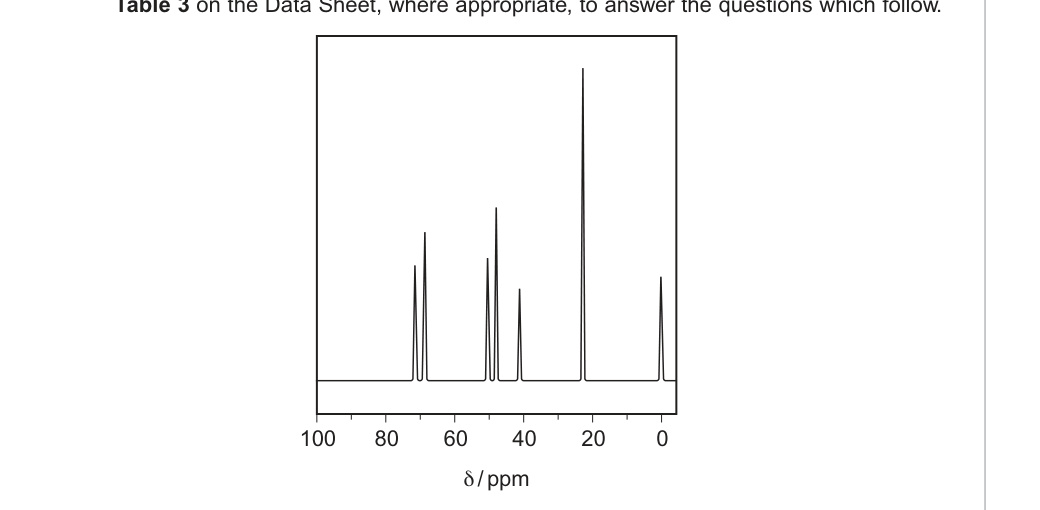 Table 3 on the Data Sheet, where appropriate, to answer the questions which follow.
100 80 60 40 20 0
δ/ppm